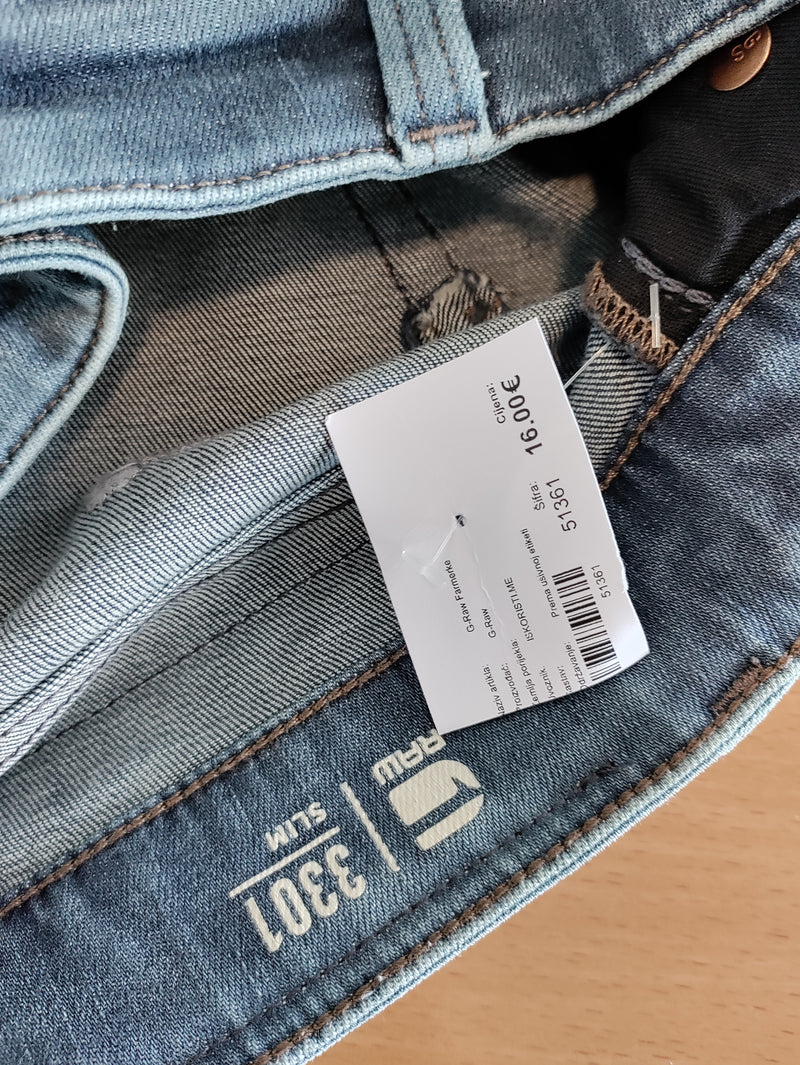 Cijena:
16.00€
Šifra:
51361
G-Raw Farmerke
G-Raw
ISKORISTI ME
Prema usivnoj etiketi
51361
RAW
3301
SLIM